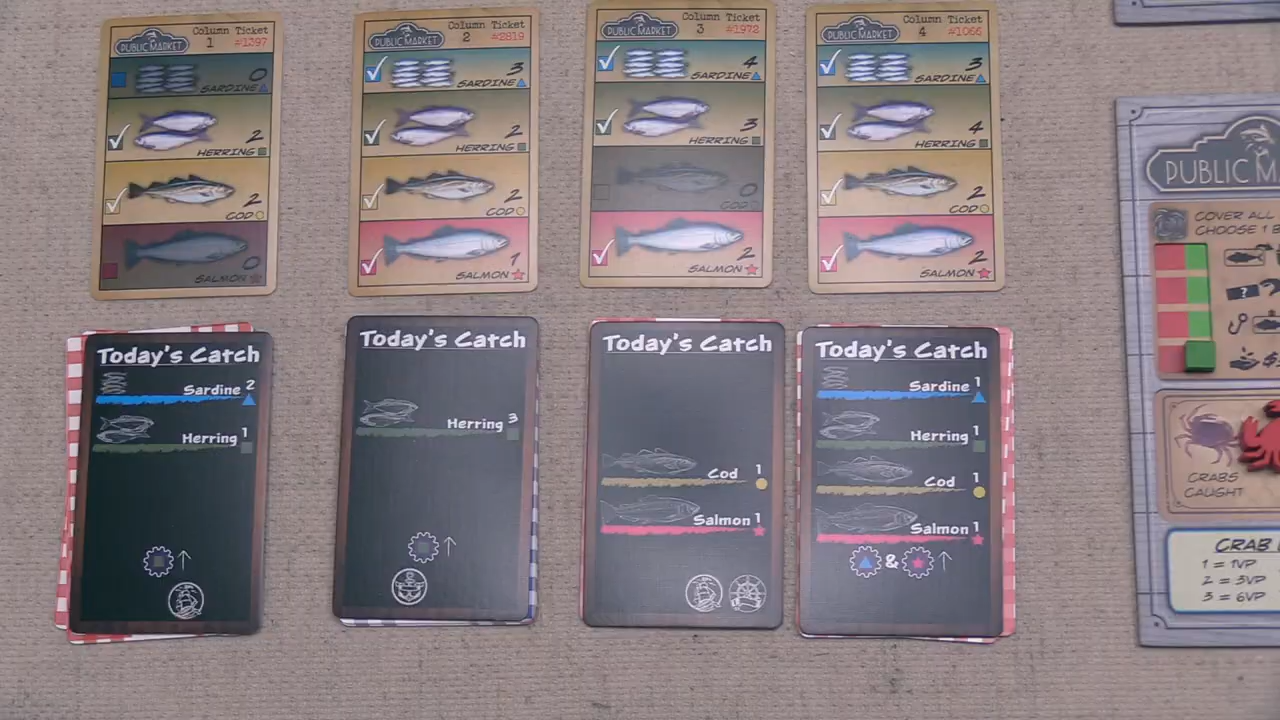 PUBLIC MARKET
Column Ticket
1 #1397
0
SARDINE
2
HERRING
2
COD
0
SALMON
PUBLIC MARKET
Column Ticket
2 #2819
3
SARDINE
2
HERRING
2
COD
1
SALMON
PUBLIC MARKET
Column Ticket
3 #1972
4
SARDINE
3
HERRING
0
COD
2
SALMON
PUBLIC MARKET
Column Ticket
4 #1066
3
SARDINE
4
HERRING
2
COD
2
SALMON
Today's Catch
Sardine 2
Herring 1
Today's Catch
Herring 3
Today's Catch
Cod 1
Salmon 1
Today's Catch
Sardine 1
Herring 1
Cod 1
Salmon 1
&
PUBLIC
COVER ALL
CHOOSE 1
?
CRABS
CAUGHT
CRAB
1 = 1VP
2 = 3VP
3 = 6VP